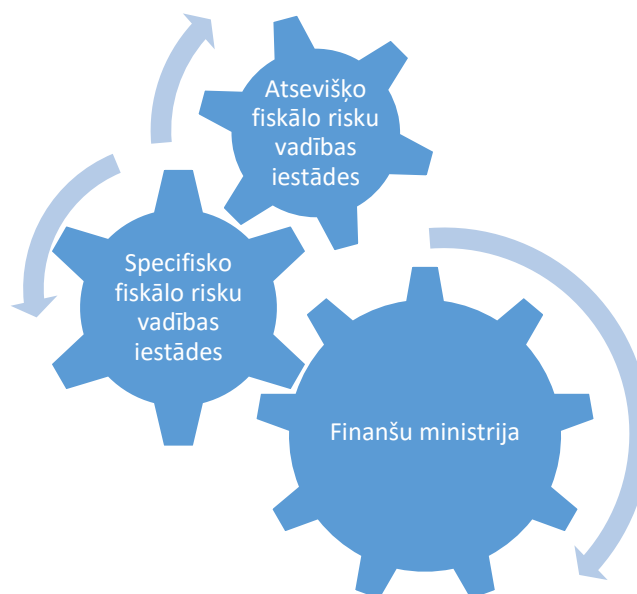 Atsevišķo
fiskālo risku
vadības
iestādes
Specifisko
fiskālo risku
vadības
iestādes
Finanšu ministrija